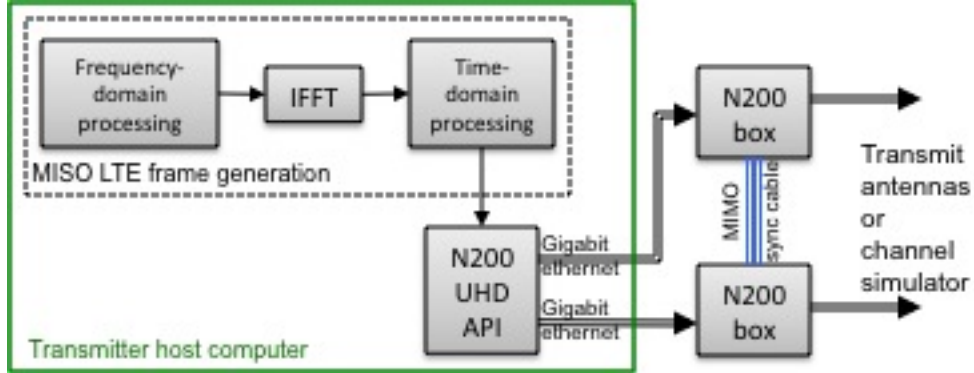 Frequency-
domain
processing
IFFT
Time-
domain
processing
MISO LTE frame generation
N200
UHD
API
Gigabit
ethernet
Gigabit
ethernet
Transmitter host computer
N200
box
MIMO
sync cable
N200
box
Transmit
antennas
or
channel
simulator